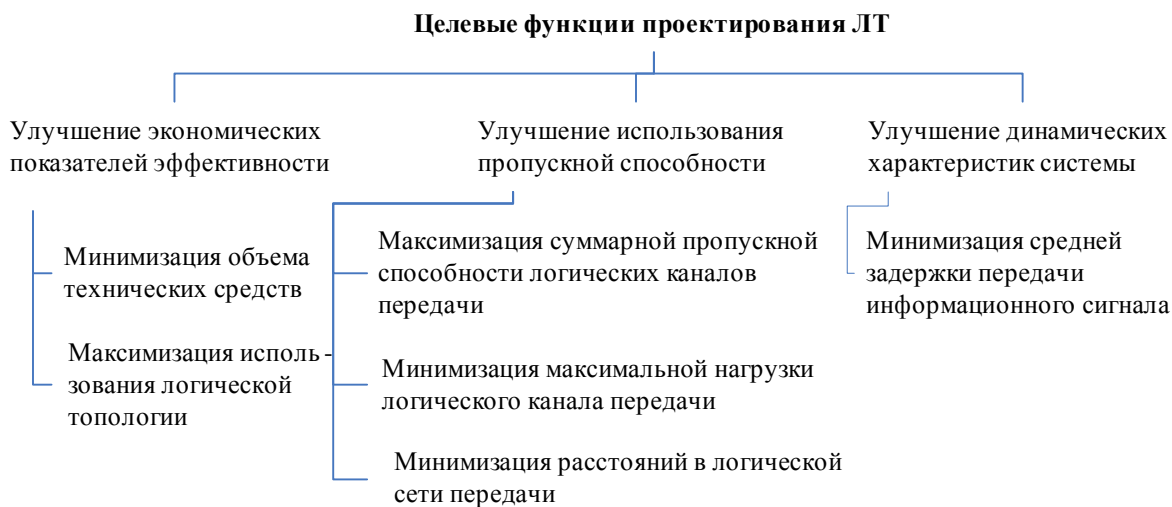 Целевые функции проектирования ЛТ
Улучшение экономических
показателей эффективности
Минимизация объема
технических средств
Максимизация исполь -
зования логической
топологии
Улучшение использования
пропускной способности
Максимизация суммарной пропускной
способности логических каналов
передачи
Минимизация максимальной нагрузки
логического канала передачи
Минимизация расстояний в логической
сети передачи
Улучшение динамических
характеристик системы
Минимизация средней
задержки передачи
информационного сигнала